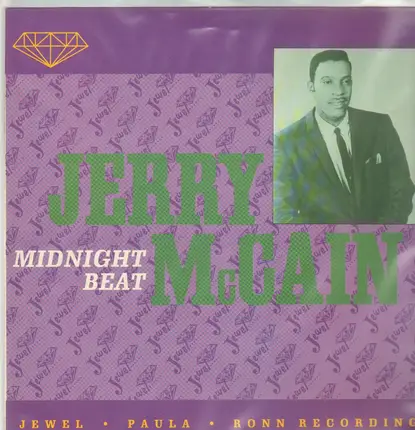 JERRY
McCAIN
MIDNIGHT
BEAT
JEWEL • PAULA • RONN RECORDING